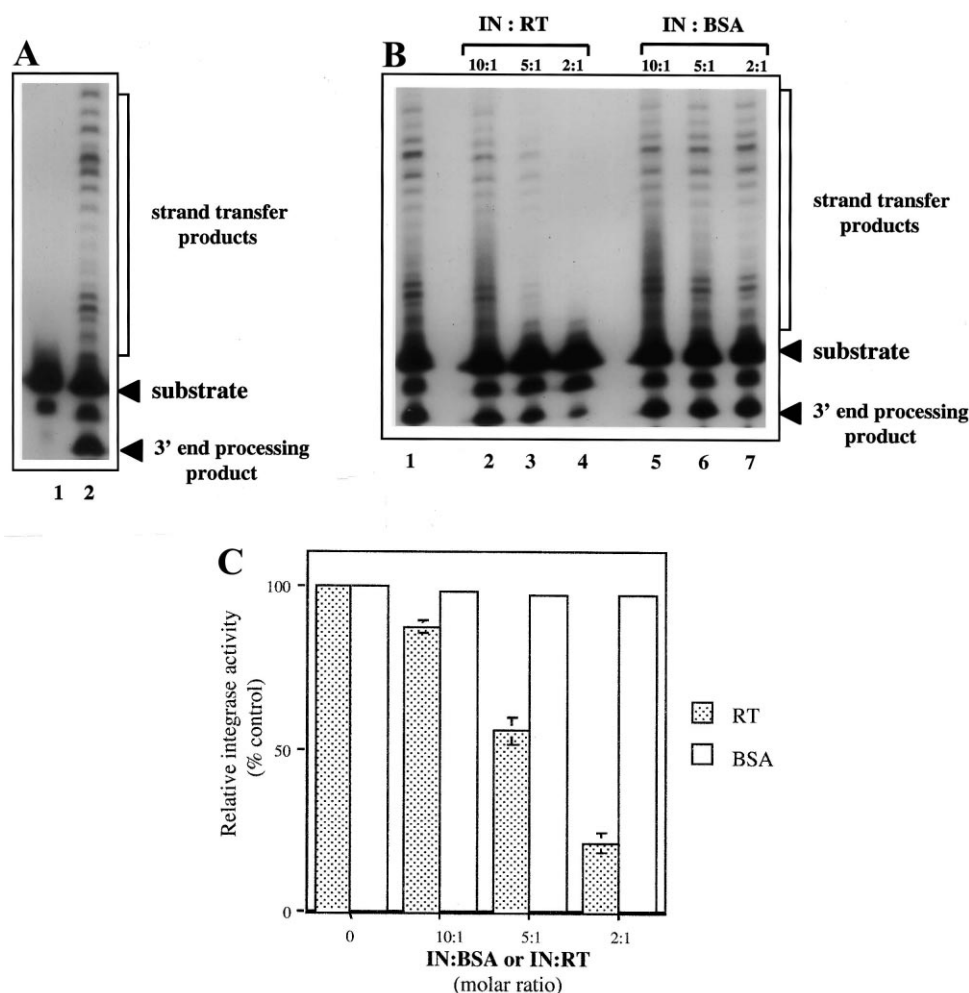 A
strand transfer
products
substrate
3' end processing
product
1 2
B
IN : RT
IN : BSA
10:1 5:1 2:1
10:1 5:1 2:1
strand transfer
products
substrate
3' end processing
product
1 2 3 4 5 6 7
C
Relative integrase activity
(% control)
100
50
0
0 10:1 5:1 2:1
IN:BSA or IN:RT
(molar ratio)
RT
BSA